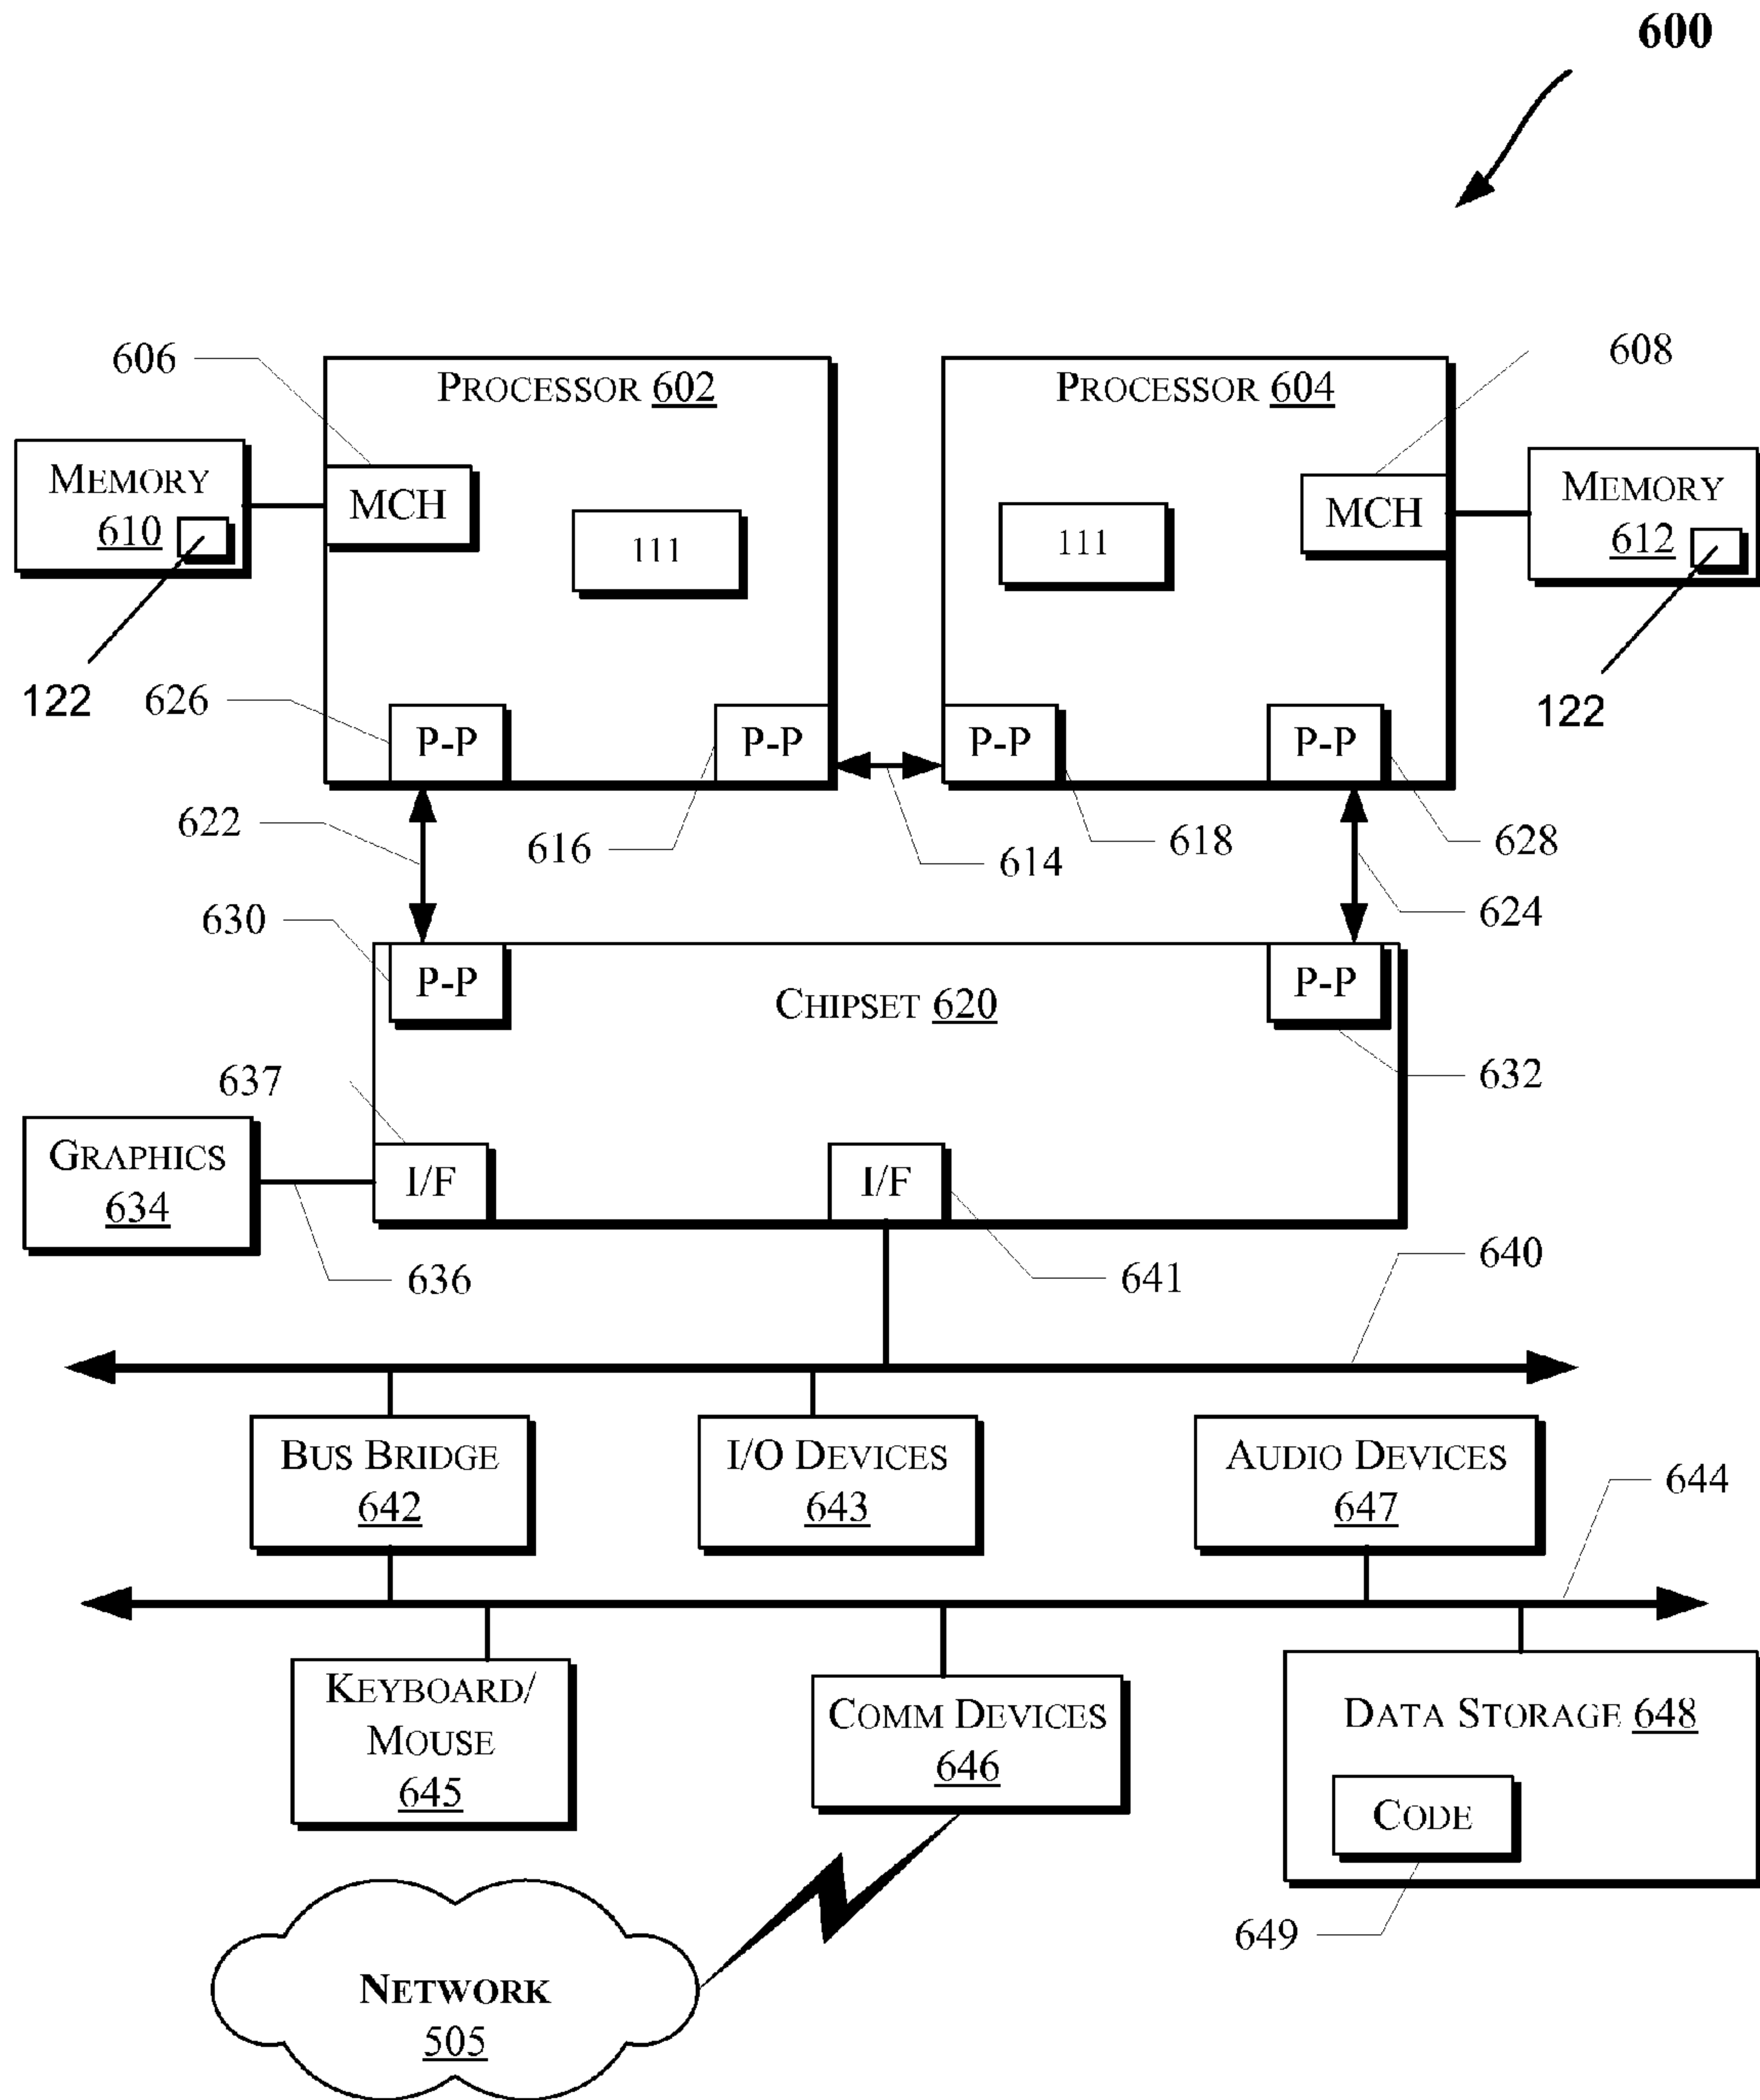 600
606
PROCESSOR 602
PROCESSOR 604
608
MEMORY
610
MCH
111
111
MCH
MEMORY
612
122
626
P-P
P-P
P-P
P-P
122
622
616
614
618
628
630
624
P-P
CHIPSET 620
P-P
637
632
GRAPHICS
634
I/F
I/F
636
641
640
BUS BRIDGE
642
I/O DEVICES
643
AUDIO DEVICES
647
644
KEYBOARD/
MOUSE
645
COMM DEVICES
646
DATA STORAGE 648
CODE
649
NETWORK
505